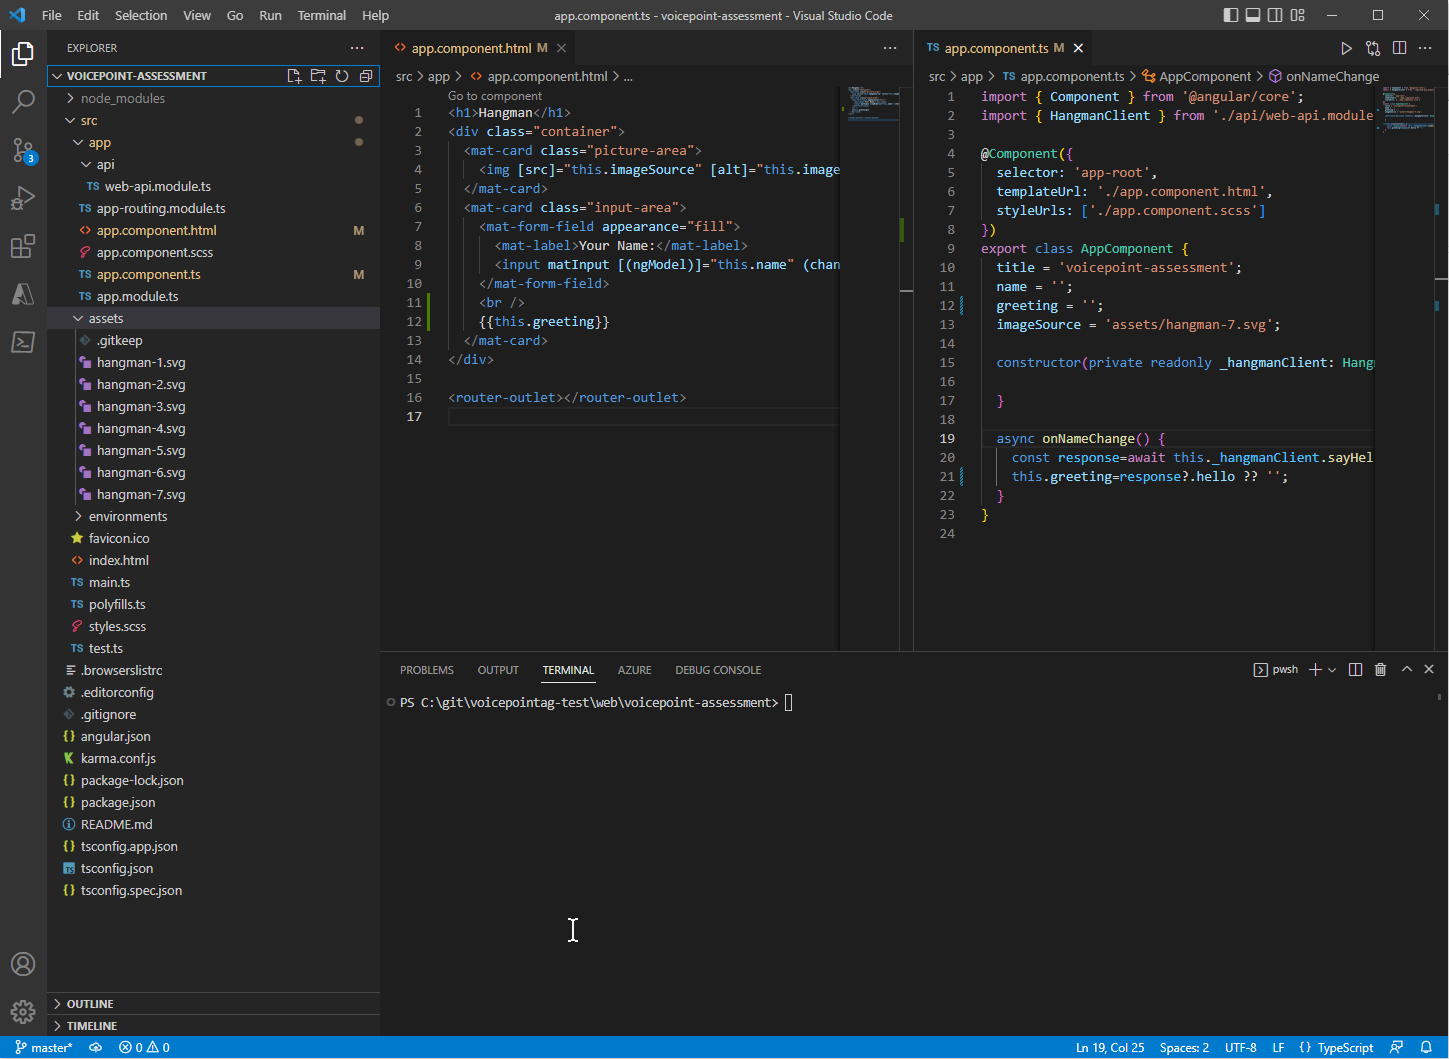 File Edit Selection View Go Run Terminal Help
app.component.ts - voicepoint-assessment - Visual Studio Code
EXPLORER
VOICEPOINT-ASSESSMENT
node_modules
src
app
api
TS web-api.module.ts
TS app-routing.module.ts
<> app.component.html M
app.component.scss
TS app.component.ts M
TS app.module.ts
assets
.gitkeep
hangman-1.svg
hangman-2.svg
hangman-3.svg
hangman-4.svg
hangman-5.svg
hangman-6.svg
hangman-7.svg
environments
favicon.ico
<> index.html
TS main.ts
TS polyfills.ts
styles.scss
TS test.ts
.browserslistrc
.editorconfig
.gitignore
{} angular.json
karma.conf.js
{} package-lock.json
{} package.json
README.md
{} tsconfig.app.json
TS tsconfig.json
{} tsconfig.spec.json
OUTLINE
TIMELINE
3
<> app.component.html M
src > app > <> app.component.html > ...
Go to component
1 <h1>Hangman</h1>
2 <div class="container">
3 <mat-card class="picture-area">
4 <img [src]="this.imageSource" [alt]="this.image
5 </mat-card>
6 <mat-card class="input-area">
7 <mat-form-field appearance="fill">
8 <mat-label>Your Name:</mat-label>
9 <input matInput [(ngModel)]="this.name" (chan
10 </mat-form-field>
11 <br />
12 {{this.greeting}}
13 </mat-card>
14 </div>
15
16 <router-outlet></router-outlet>
17
TS app.component.ts M
src > app > TS app.component.ts > AppComponent > onNameChange
1 import { Component } from '@angular/core';
2 import { HangmanClient } from './api/web-api.module
3
4 @Component({
5 selector: 'app-root',
6 templateUrl: './app.component.html',
7 styleUrls: ['./app.component.scss']
8 })
9 export class AppComponent {
10 title = 'voicepoint-assessment';
11 name = '';
12 greeting = '';
13 imageSource = 'assets/hangman-7.svg';
14
15 constructor(private readonly _hangmanClient: Hang
16
17 }
18
19 async onNameChange() {
20 const response=await this._hangmanClient.sayHel
21 this.greeting=response?.hello ?? '';
22 }
23 }
24
PROBLEMS OUTPUT TERMINAL AZURE DEBUG CONSOLE
pwsh
PS C:\git\voicepointag-test\web\voicepoint-assessment>
master* 0 0
Ln 19, Col 25 Spaces: 2 UTF-8 LF {} TypeScript